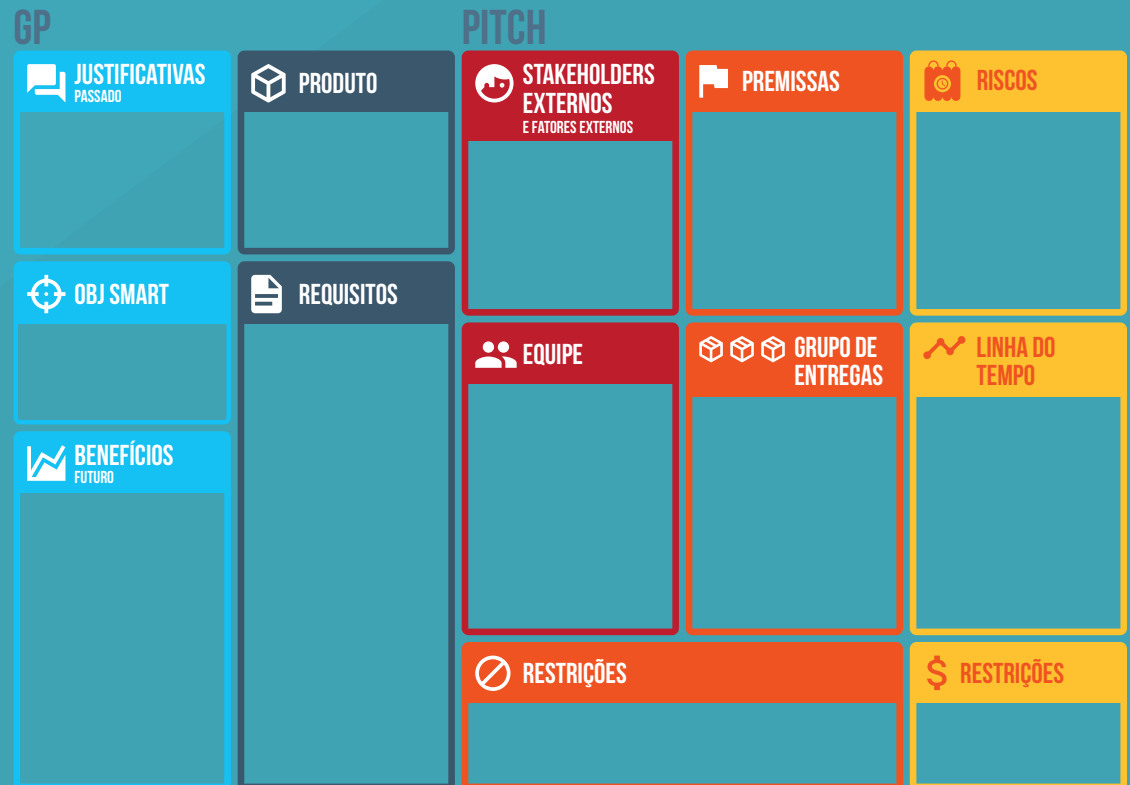 GP
PITCH
JUSTIFICATIVAS
PASSADO
PRODUTO
STAKEHOLDERS
EXTERNOS
E FATORES EXTERNOS
PREMISSAS
RISCOS
OBJ SMART
REQUISITOS
EQUIPE
GRUPO DE
ENTREGAS
LINHA DO
TEMPO
BENEFÍCIOS
FUTURO
RESTRIÇÕES
$ RESTRIÇÕES